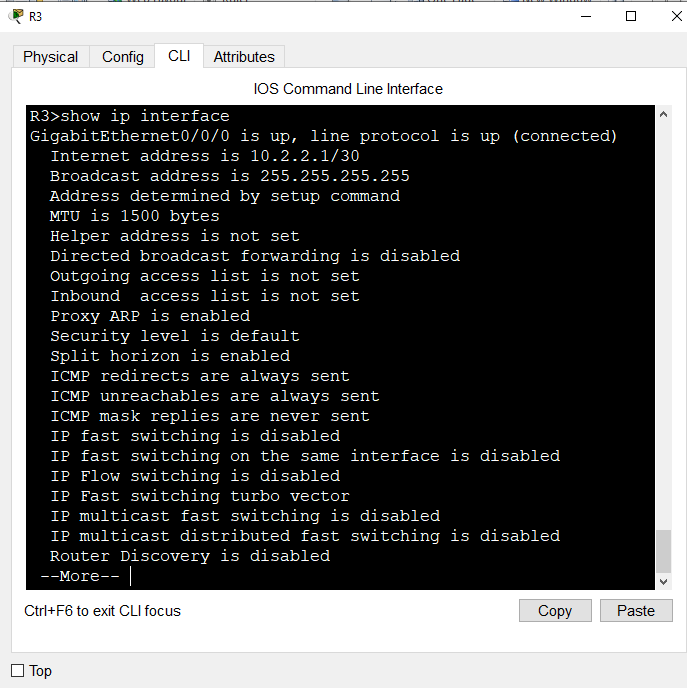 R3
Physical Config CLI Attributes
IOS Command Line Interface
R3>show ip interface
GigabitEthernet0/0/0 is up, line protocol is up (connected)
Internet address is 10.2.2.1/30
Broadcast address is 255.255.255.255
Address determined by setup command
MTU is 1500 bytes
Helper address is not set
Directed broadcast forwarding is disabled
Outgoing access list is not set
Inbound  access list is not set
Proxy ARP is enabled
Security level is default
Split horizon is enabled
ICMP redirects are always sent
ICMP unreachables are always sent
ICMP mask replies are never sent
IP fast switching is disabled
IP fast switching on the same interface is disabled
IP Flow switching is disabled
IP Fast switching turbo vector
IP multicast fast switching is disabled
IP multicast distributed fast switching is disabled
Router Discovery is disabled
--More--
Ctrl+F6 to exit CLI focus
Copy Paste
Top